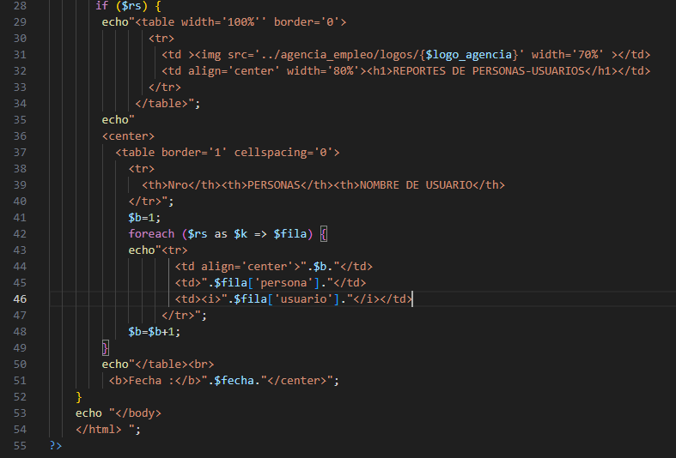 28 if ($rs) {
29 echo"<table width='100%'' border='0'>
30 <tr>
31 <td ><img src='../agencia_empleo/logos/{$logo_agencia}' width='70%' ></td>
32 <td align='center' width='80%'><h1>REPORTES DE PERSONAS-USUARIOS</h1></td>
33 </tr>
34 </table>";
35 echo"
36 <center>
37 <table border='1' cellspacing='0'>
38 <tr>
39 <th>Nro</th><th>PERSONAS</th><th>NOMBRE DE USUARIO</th>
40 </tr>";
41 $b=1;
42 foreach ($rs as $k => $fila) {
43 echo"<tr>
44 <td align='center'>".$b."</td>
45 <td>".$fila['persona']."</td>
46 <td><i>".$fila['usuario']."</i></td>
47 </tr>";
48 $b=$b+1;
49 }
50 echo"</table><br>
51 <b>Fecha :</b>".$fecha."</center>";
52 }
53 echo "</body>
54 </html> ";
55 ?>